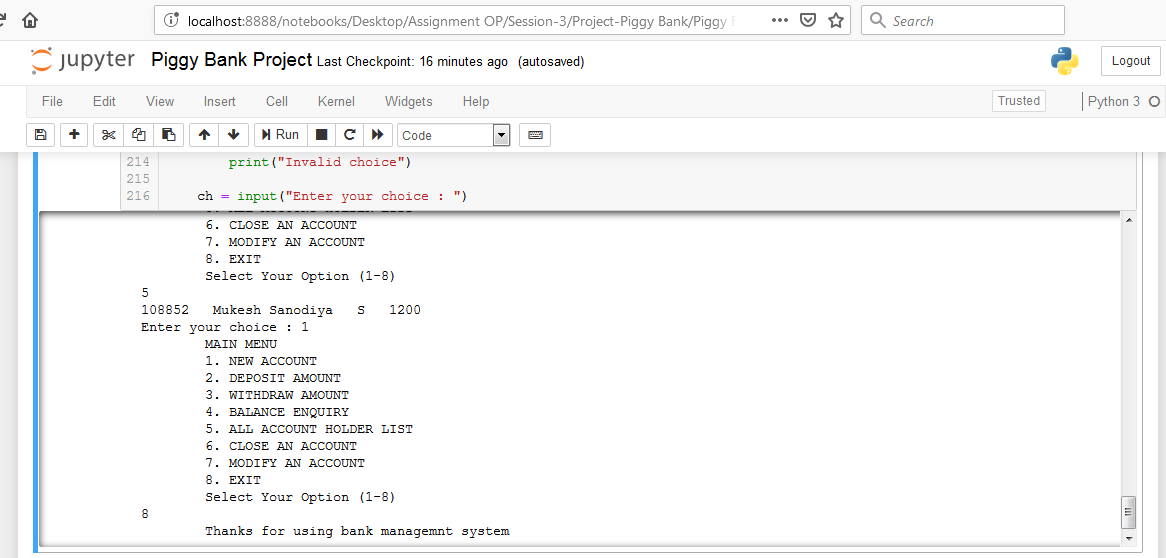 localhost:8888/notebooks/Desktop/Assignment OP/Session-3/Project-Piggy Bank/Piggy
Search
jupyter Piggy Bank Project Last Checkpoint: 16 minutes ago (autosaved)
Logout
File Edit View Insert Cell Kernel Widgets Help
Trusted
Python 3
Run
Code
214 print("Invalid choice")
215
216 ch = input("Enter your choice : ")
6. CLOSE AN ACCOUNT
7. MODIFY AN ACCOUNT
8. EXIT
Select Your Option (1-8)
5
108852 Mukesh Sanodiya S 1200
Enter your choice : 1
MAIN MENU
1. NEW ACCOUNT
2. DEPOSIT AMOUNT
3. WITHDRAW AMOUNT
4. BALANCE ENQUIRY
5. ALL ACCOUNT HOLDER LIST
6. CLOSE AN ACCOUNT
7. MODIFY AN ACCOUNT
8. EXIT
Select Your Option (1-8)
8
Thanks for using bank managemnt system